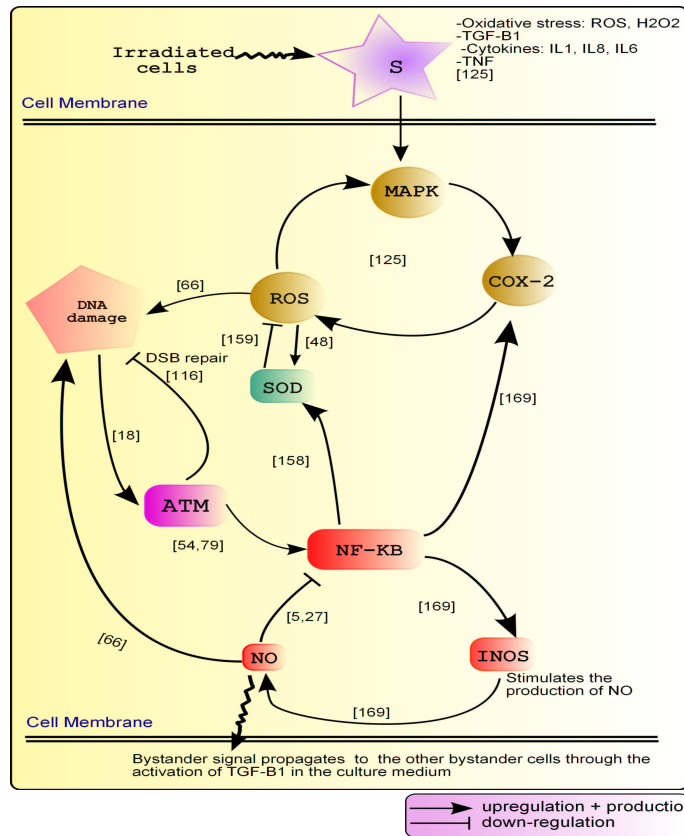 -Oxidative stress: ROS, H2O2
-TGF-B1
-Cytokines: IL1, IL8, IL6
-TNF
[125]
Irradiated
cells
S
Cell Membrane
MAPK
[125]
COX-2
[66]
ROS
DNA
damage
[159]
[48]
DSB repair
[116]
SOD
[169]
[18]
[158]
ATM
[54,79]
NF-KB
[169]
[5,27]
[66]
NO
INOS
Stimulates the
production of NO
[169]
Cell Membrane
Bystander signal propagates to the other bystander cells through the
activation of TGF-B1 in the culture medium
upregulation + productio
down-regulation